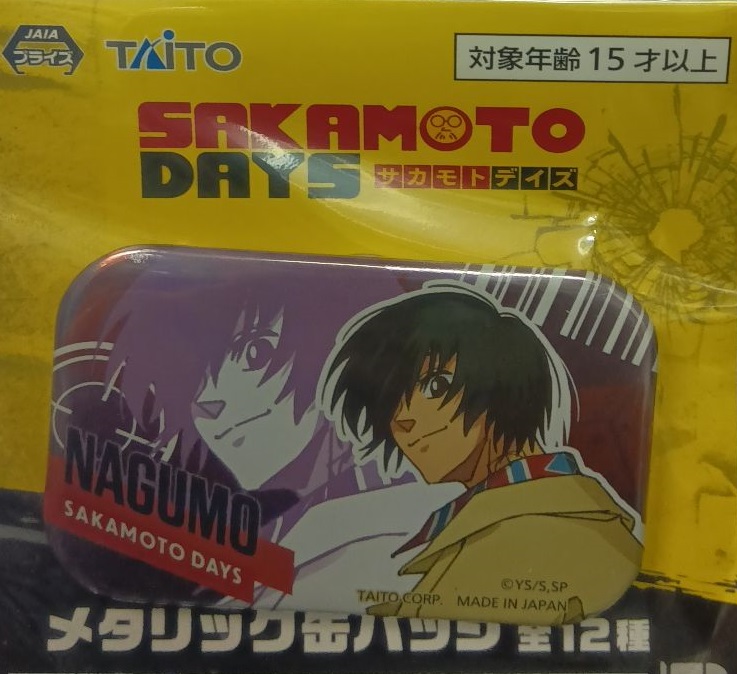 JAIA
プライズ
TAITO
対象年齢15才以上
SAKAMOTO
DAYS サカモトデイズ
NAGUMO
SAKAMOTO DAYS
©YS/S,SP
TAITO CORP. MADE IN JAPAN
メタリック缶バッジ 全12種